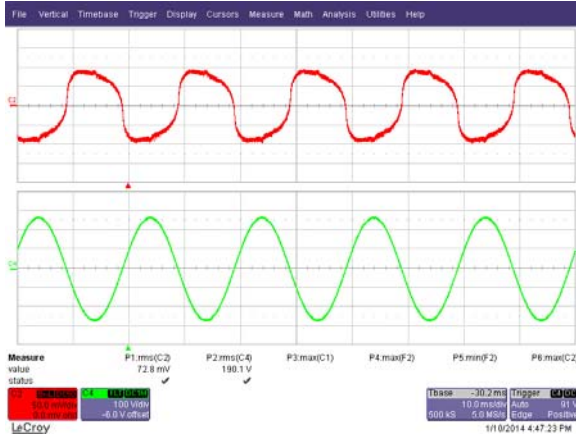 File Vertical Timebase Trigger Display Cursors Measure Math Analysis Utilities Help
Measure P1:rms(C2) P2:rms(C4) P3:max(C1) P4:max(F2) P5:min(F2) P6:max(C2)
value 72.8 mV 190.1 V
status
C4
50.0 mV/div 100 V/div
-6.0 V offset
Tbase -30.2 ms Trigger C4 DC
10.0 ms/div Auto 91 V
500 kS 5.0 MS/s Edge Positive
LeCroy 1/10/2014 4:47:23 PM